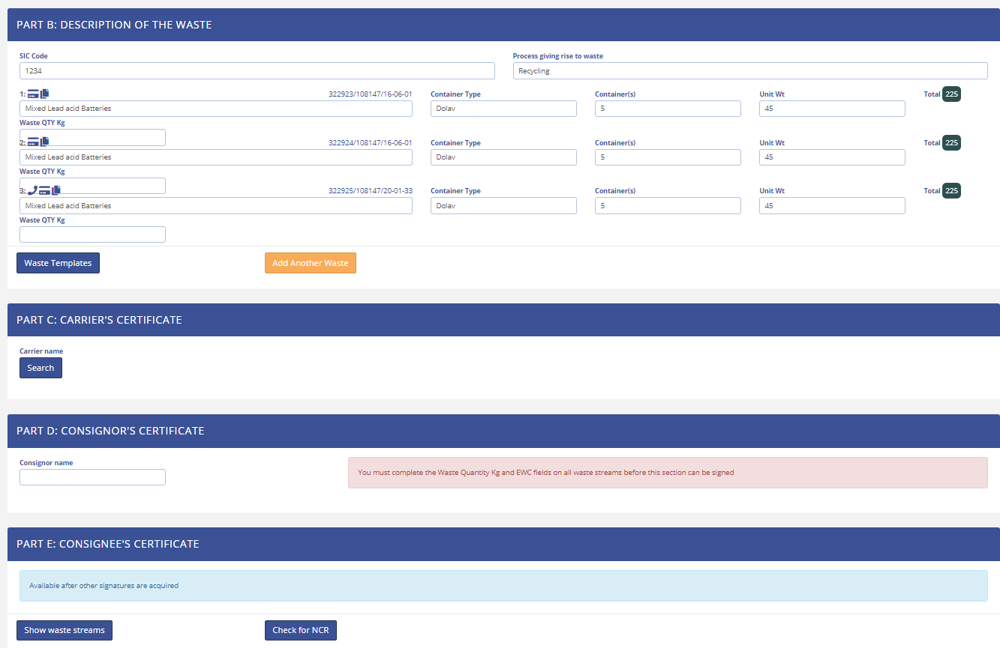 PART B: DESCRIPTION OF THE WASTE
SIC Code Process giving rise to waste
1234 Recycling
1: 322923/108147/16-06-01 Container Type Container(s) Unit Wt Total 225
Mixed Lead acid Batteries Dolav 5 45
Waste QTY Kg
2: 322924/108147/16-06-01 Container Type Container(s) Unit Wt Total 225
Mixed Lead acid Batteries Dolav 5 45
Waste QTY Kg
3: 322925/108147/20-01-33 Container Type Container(s) Unit Wt Total 225
Mixed Lead acid Batteries Dolav 5 45
Waste QTY Kg
Waste Templates Add Another Waste
PART C: CARRIER'S CERTIFICATE
Carrier name
Search
PART D: CONSIGNOR'S CERTIFICATE
Consignor name
You must complete the Waste Quantity Kg and EWC fields on all waste streams before this section can be signed
PART E: CONSIGNEE'S CERTIFICATE
Available after other signatures are acquired
Show waste streams Check for NCR